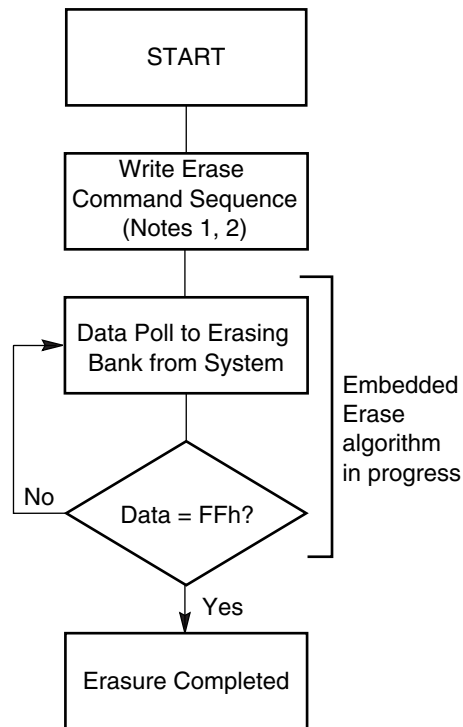 START
Write Erase
Command Sequence
(Notes 1, 2)
Data Poll to Erasing
Bank from System
Embedded
Erase
algorithm
in progress
No
Data = FFh?
Yes
Erasure Completed